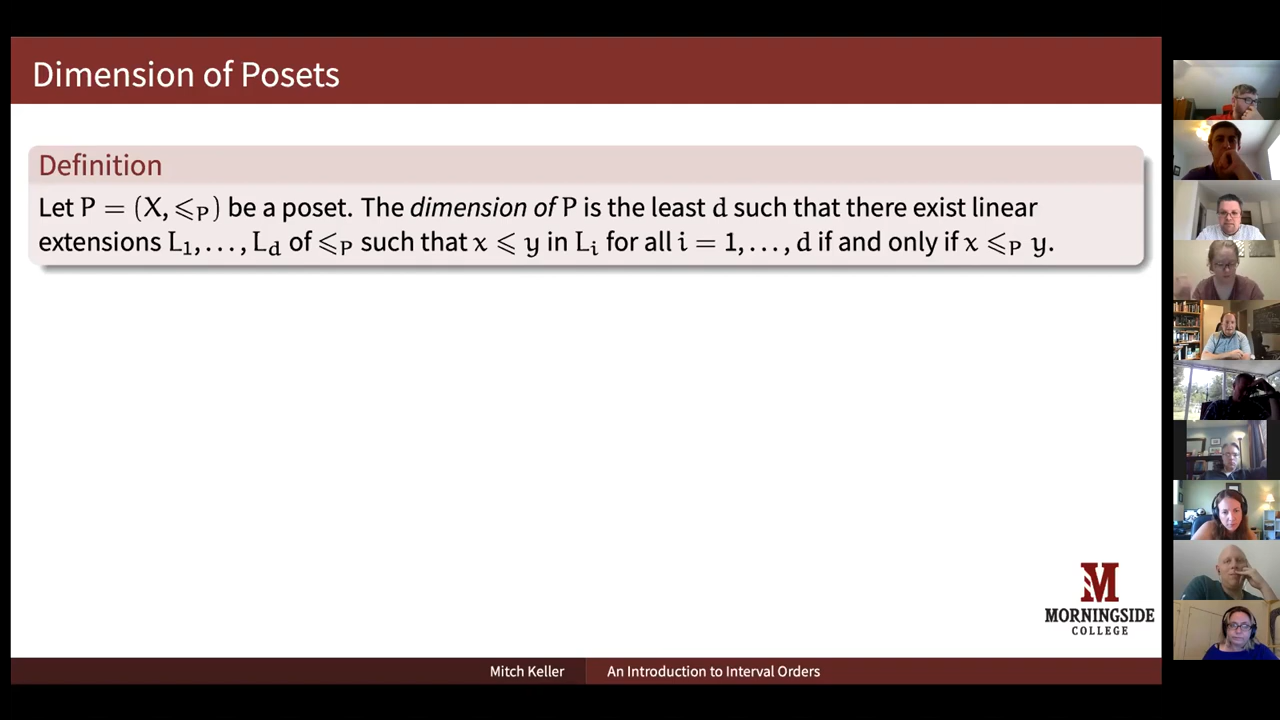 Dimension of Posets
Definition
Let P = (X, ⩽P) be a poset. The dimension of P is the least d such that there exist linear
extensions L1, . . . , Ld of ⩽P such that x ⩽ y in Li for all i = 1, . . . , d if and only if x ⩽P y.
M
MORNINGSIDE
COLLEGE
Mitch Keller An Introduction to Interval Orders